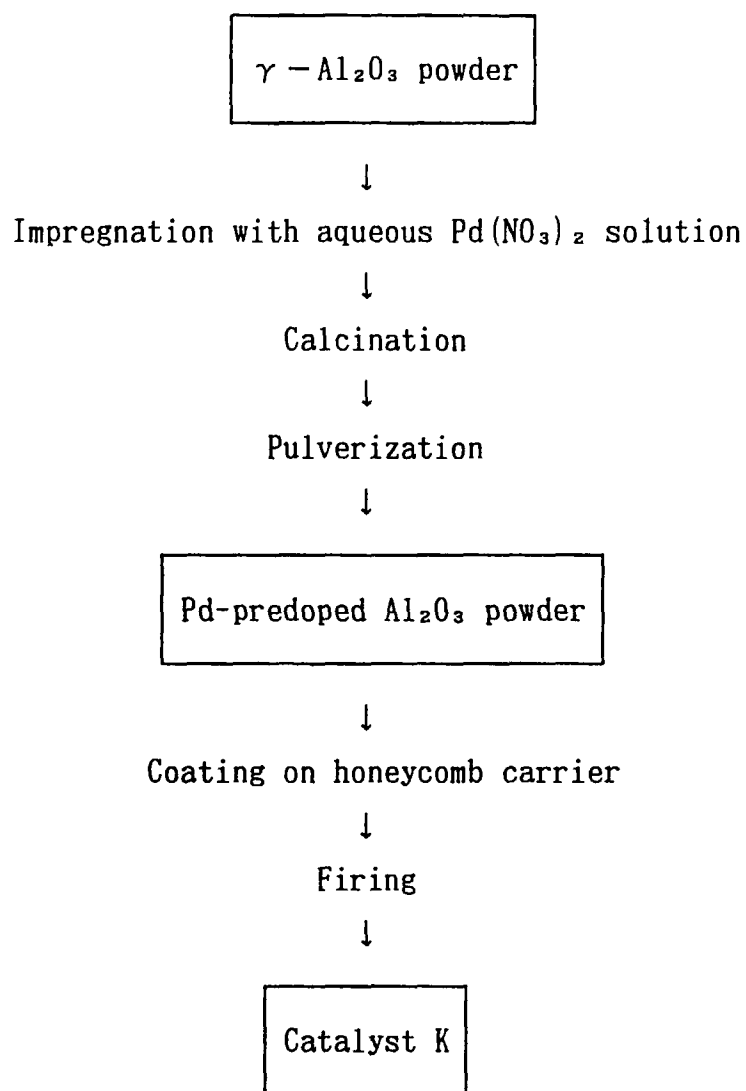 γ-Al₂O₃ powder
↓
Impregnation with aqueous Pd(NO₃)₂ solution
↓
Calcination
↓
Pulverization
↓
Pd-predoped Al₂O₃ powder
↓
Coating on honeycomb carrier
↓
Firing
↓
Catalyst K